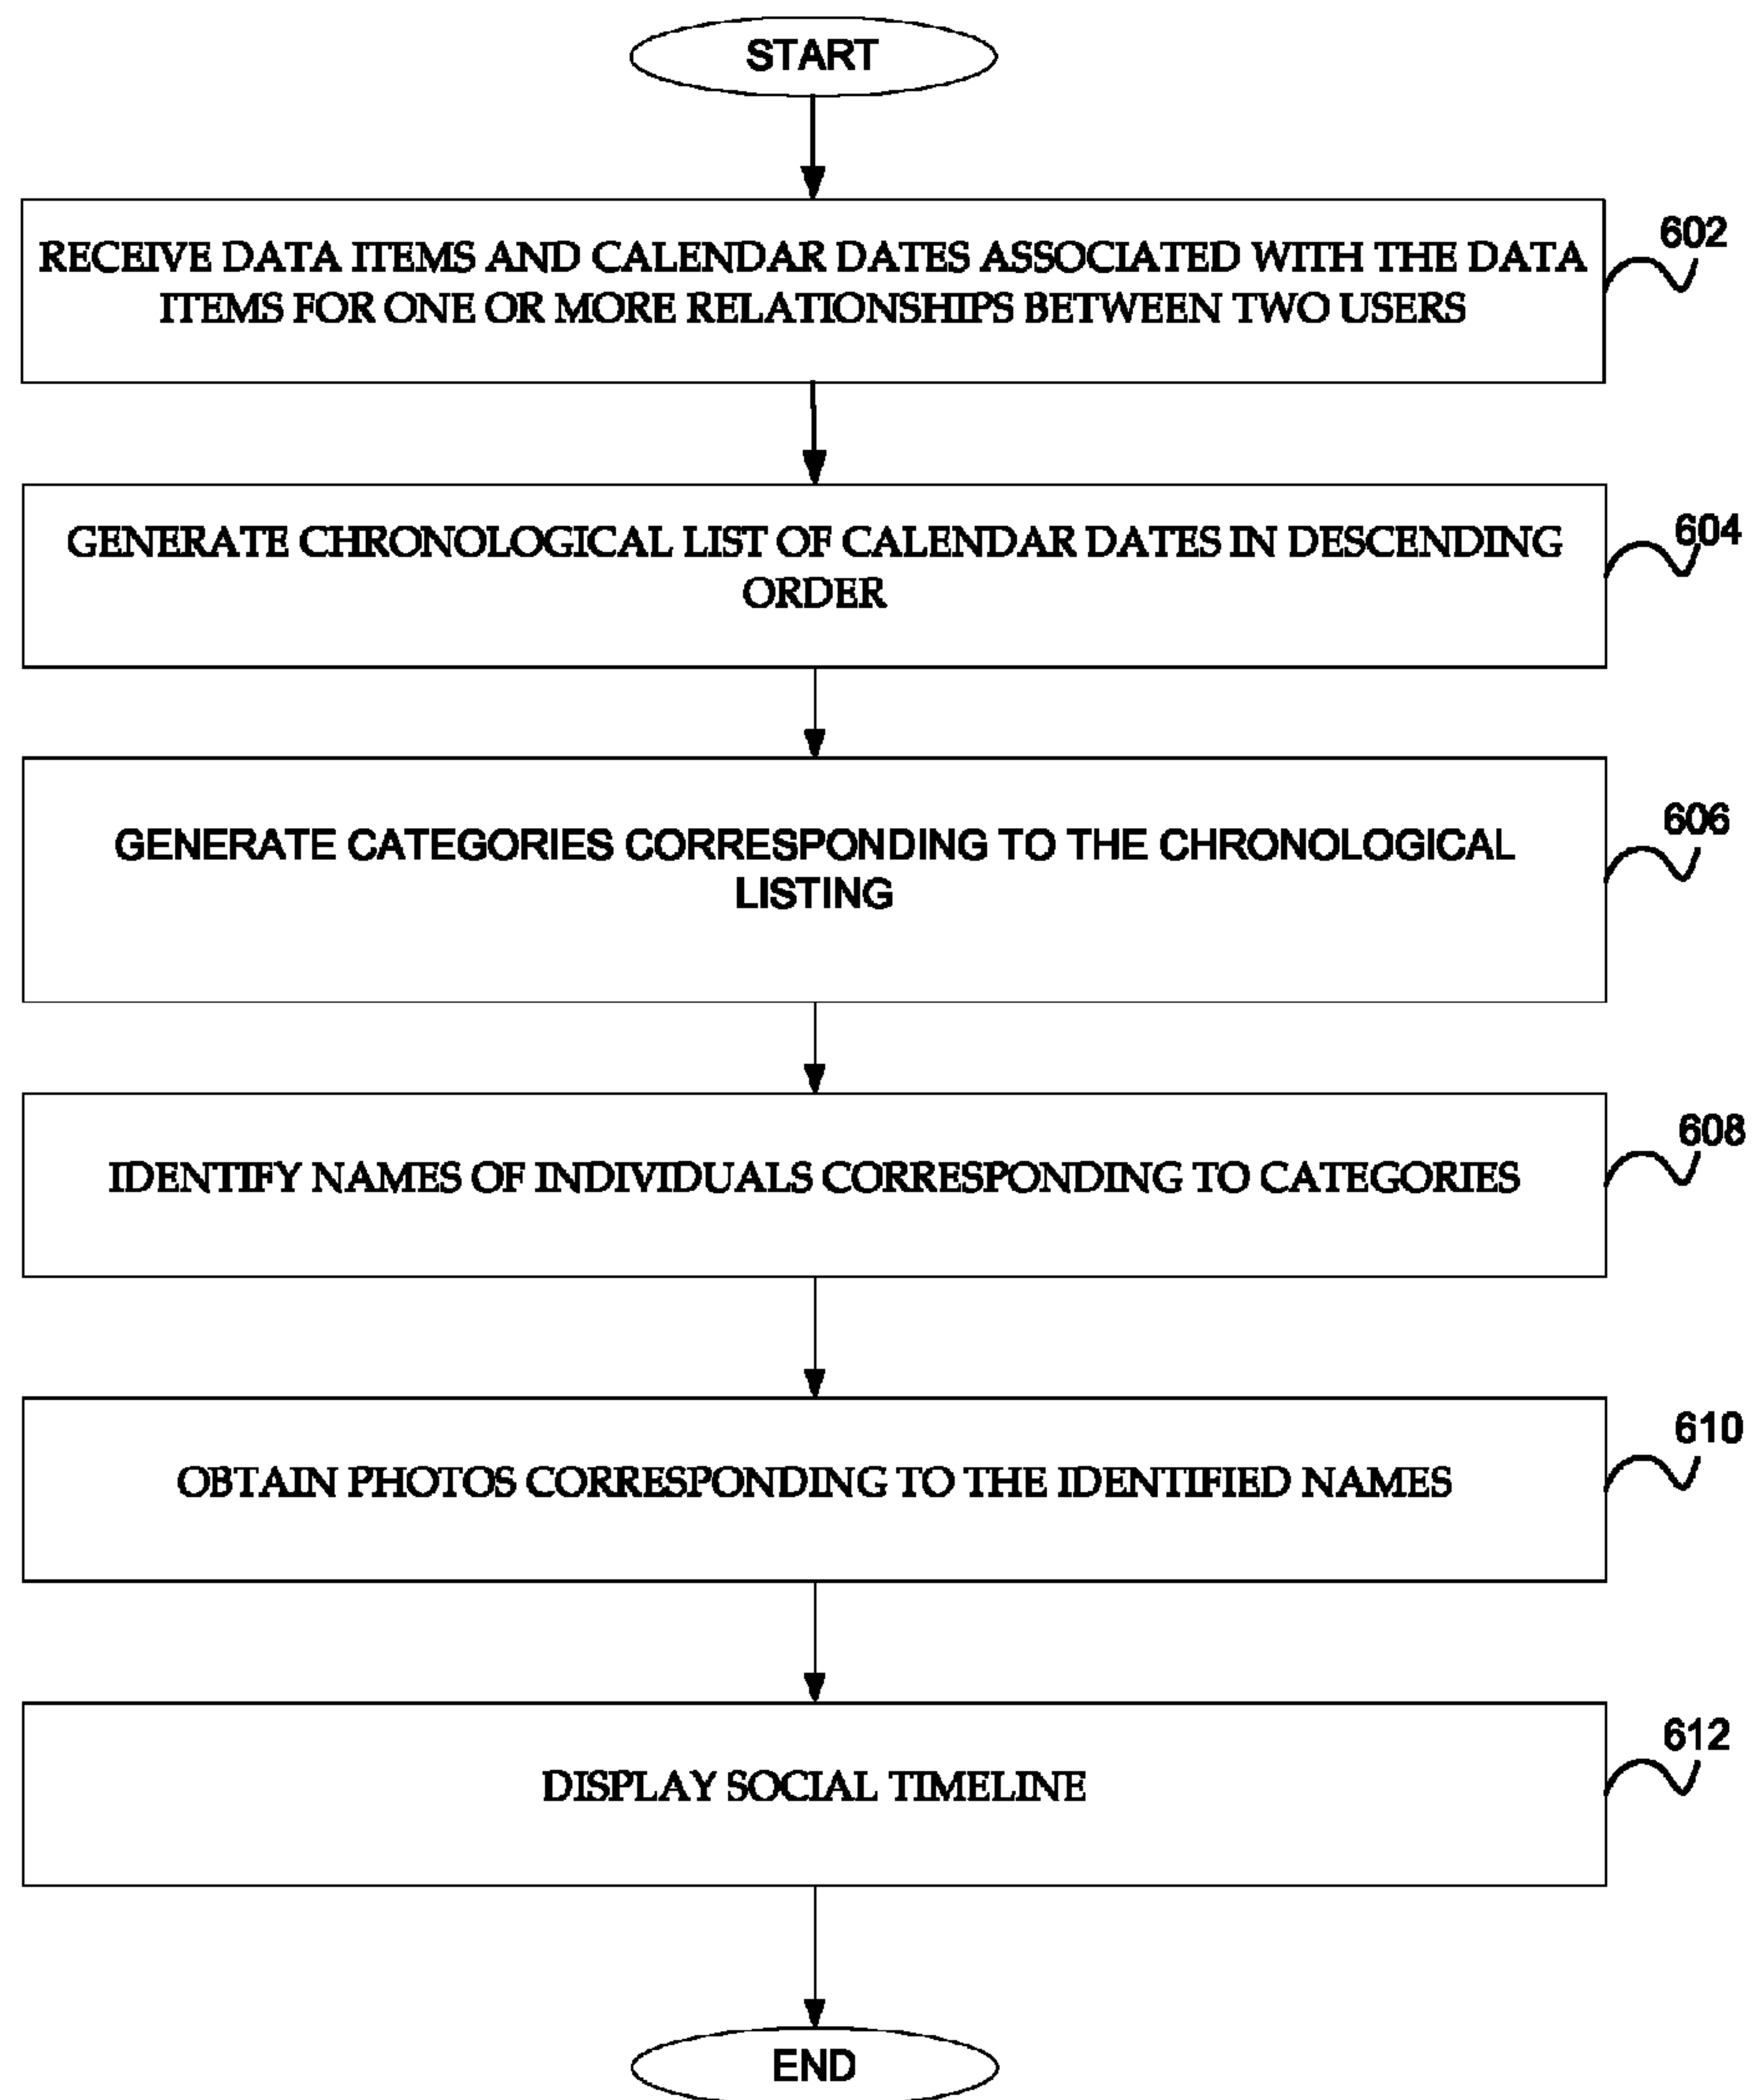 START
RECEIVE DATA ITEMS AND CALENDAR DATES ASSOCIATED WITH THE DATA
ITEMS FOR ONE OR MORE RELATIONSHIPS BETWEEN TWO USERS
602
GENERATE CHRONOLOGICAL LIST OF CALENDAR DATES IN DESCENDING
ORDER
604
GENERATE CATEGORIES CORRESPONDING TO THE CHRONOLOGICAL
LISTING
606
IDENTIFY NAMES OF INDIVIDUALS CORRESPONDING TO CATEGORIES
608
OBTAIN PHOTOS CORRESPONDING TO THE IDENTIFIED NAMES
610
DISPLAY SOCIAL TIMELINE
612
END